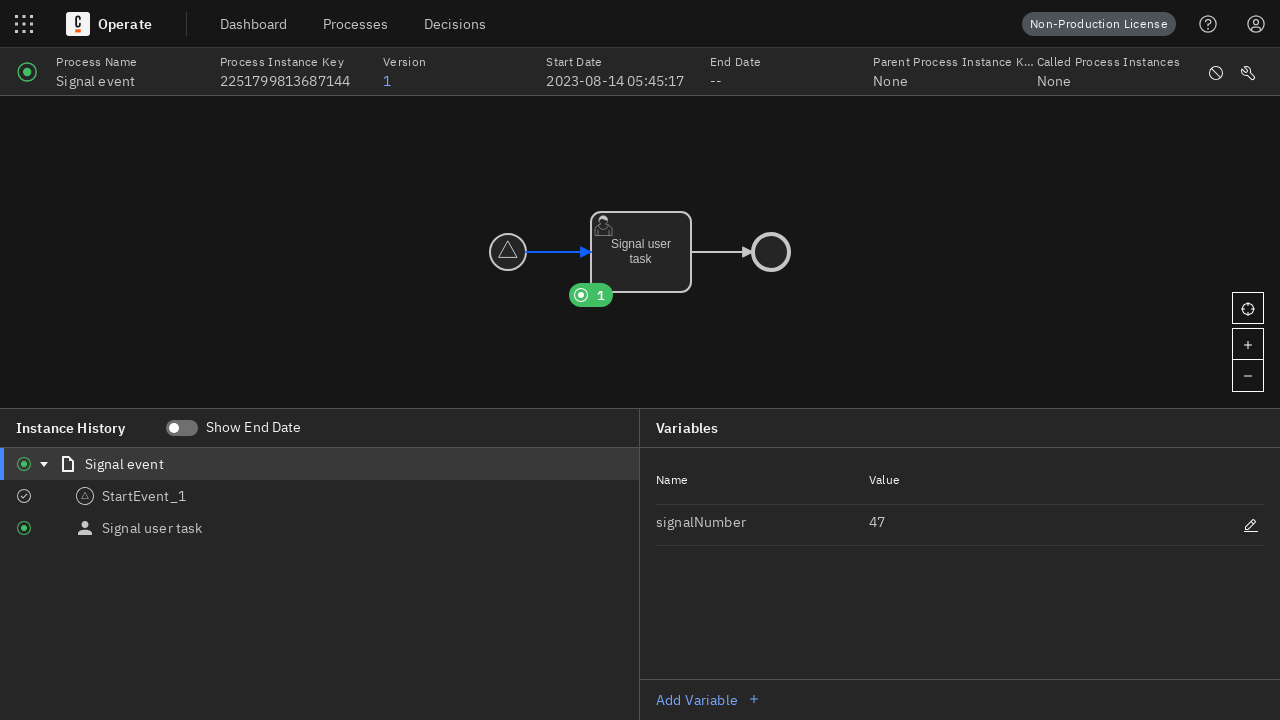 Operate
Dashboard
Processes
Decisions
Non-Production License
Process Name
Signal event
Process Instance Key
2251799813687144
Version
1
Start Date
2023-08-14 05:45:17
End Date
--
Parent Process Instance K...
None
Called Process Instances
None
Signal user
task
1
Instance History
Show End Date
Signal event
StartEvent_1
Signal user task
Variables
Name
Value
signalNumber
47
Add Variable +